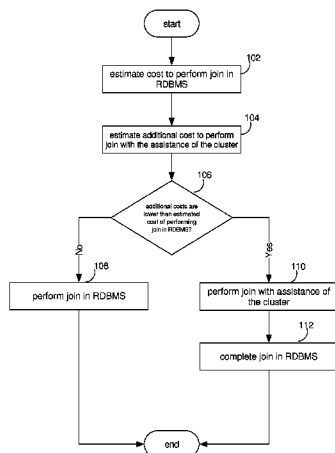 start
102
estimate cost to perform join in
RDBMS
104
estimate additional cost to perform
join with the assistance of the cluster
106
additional costs are
lower than estimated
cost of performing
join in RDBMS?
No
Yes
108
perform join in RDBMS
110
perform join with assistance of
the cluster
112
complete join in RDBMS
end